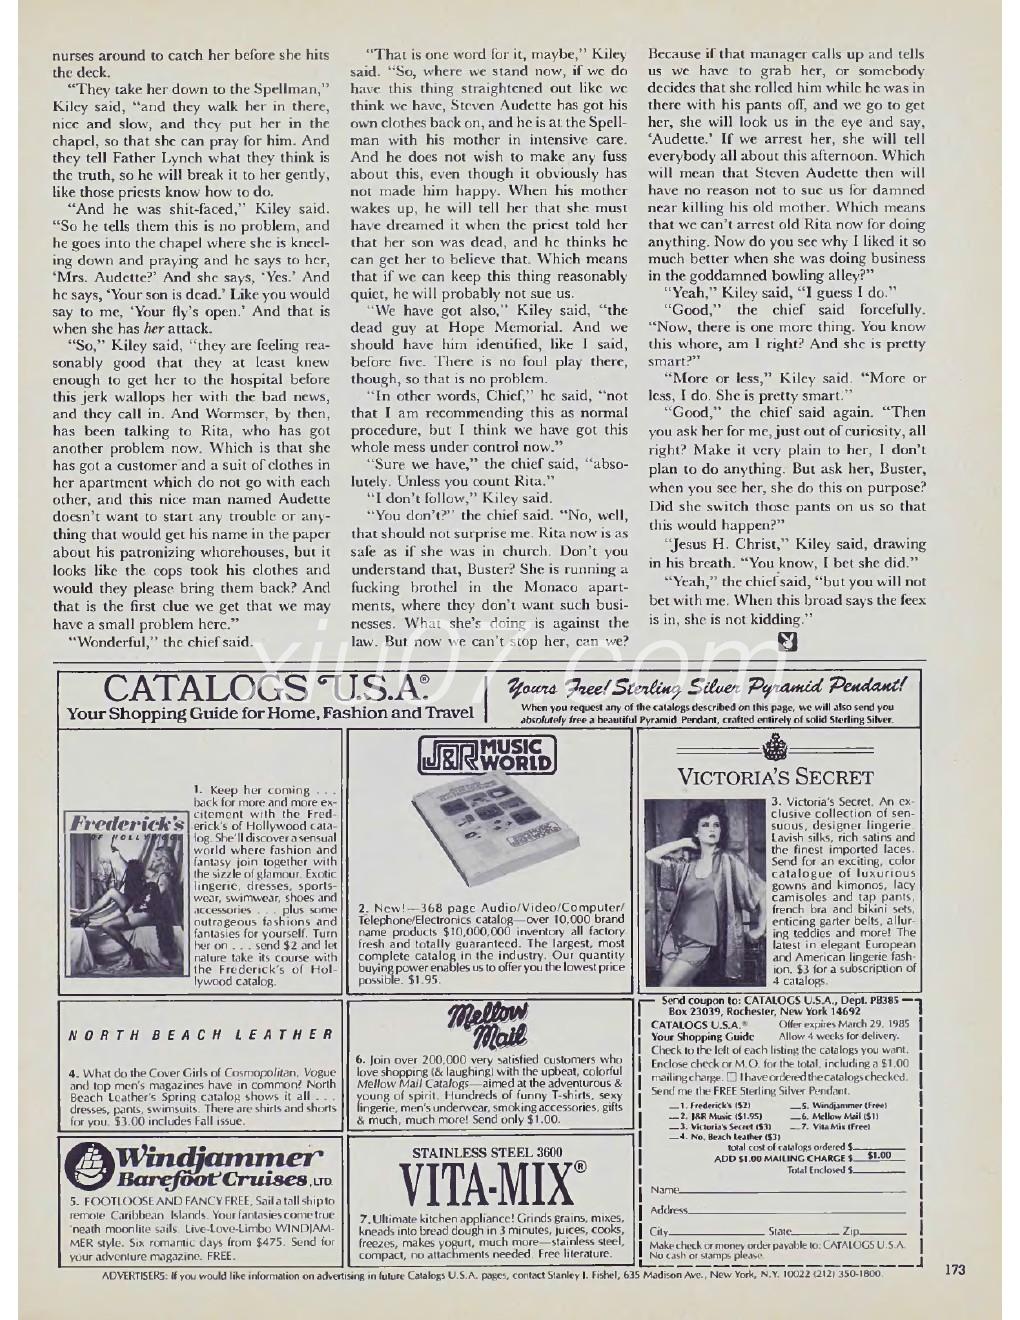 nurses around to catch her before she hits
the deck.
"They take her down to the Spellman,"
Kiley said, "and they walk her in there,
nice and slow, and they put her in the
chapel, so that she can pray for him. And
they tell Father Lynch what they think is
the truth, so he will break it to her gently,
like those priests know how to do.
"And he was shit-faced," Kiley said.
"So he tells them this is no problem, and
he goes into the chapel where she is kneel-
ing down and praying and he says to her,
'Mrs. Audette?' And she says, 'Yes.' And
he says, 'Your son is dead.' Like you would
say to me, 'Your fly's open.' And that is
when she has her attack.
"So," Kiley said, "they are feeling rea-
sonably good that they at least knew
enough to get her to the hospital before
this jerk wallops her with the bad news,
and they call in. And Wormser, by then,
has been talking to Rita, who has got
another problem now. Which is that she
has got a customer and a suit of clothes in
her apartment which do not go with each
other, and this nice man named Audette
doesn't want to start any trouble or any-
thing that would get his name in the paper
about his patronizing whorehouses, but it
looks like the cops took his clothes and
would they please bring them back? And
that is the first clue we get that we may
have a small problem here."
"Wonderful," the chief said.
"That is one word for it, maybe," Kiley
said. "So, where we stand now, if we do
have this thing straightened out like we
think we have, Steven Audette has got his
own clothes back on, and he is at the Spell-
man with his mother in intensive care.
And he does not wish to make any fuss
about this, even though it obviously has
not made him happy. When his mother
wakes up, he will tell her that she must
have dreamed it when the priest told her
that her son was dead, and he thinks he
can get her to believe that. Which means
that if we can keep this thing reasonably
quiet, he will probably not sue us.
"We have got also," Kiley said, "the
dead guy at Hope Memorial. And we
should have him identified, like I said,
before five. There is no foul play there,
though, so that is no problem.
"In other words, Chief," he said, "not
that I am recommending this as normal
procedure, but I think we have got this
whole mess under control now."
"Sure we have," the chief said, "abso-
lutely. Unless you count Rita."
"I don't follow," Kiley said.
"You don't?" the chief said. "No, well,
that should not surprise me. Rita now is as
safe as if she was in church. Don't you
understand that, Buster? She is running a
fucking brothel in the Monaco apart-
ments, where they don't want such busi-
nesses. What she's doing is against the
law. But now we can't stop her, can we?
Because if that manager calls up and tells
us we have to grab her, or somebody
decides that she rolled him while he was in
there with his pants off, and we go to get
her, she will look us in the eye and say,
'Audette.' If we arrest her, she will tell
everybody all about this afternoon. Which
will mean that Steven Audette then will
have no reason not to sue us for damned
near killing his old mother. Which means
that we can't arrest old Rita now for doing
anything. Now do you see why I liked it so
much better when she was doing business
in the goddamned bowling alley?"
"Yeah," Kiley said, "I guess I do."
"Good," the chief said forcefully.
"Now, there is one more thing. You know
this whore, am I right? And she is pretty
smart?"
"More or less," Kiley said. "More or
less, I do. She is pretty smart."
"Good," the chief said again. "Then
you ask her for me, just out of curiosity, all
right? Make it very plain to her, I don't
plan to do anything. But ask her, Buster,
when you see her, she do this on purpose?
Did she switch those pants on us so that
this would happen?"
"Jesus H. Christ," Kiley said, drawing
in his breath. "You know, I bet she did."
"Yeah," the chief said, "but you will not
bet with me. When this broad says the feex
is in, she is not kidding."
xiu07.com
CATALOGS U.S.A.®
Your Shopping Guide for Home, Fashion and Travel
Yours Free! Sterling Silver Pyramid Pendant!
When you request any of the catalogs described on this page, we will also send you
absolutely free a beautiful Pyramid Pendant, crafted entirely of solid Sterling Silver.
Frederick's
OF HOLLYWOOD
1. Keep her coming . . .
back for more and more ex-
citement with the Fred-
erick's of Hollywood cata-
log. She'll discover a sensual
world where fashion and
fantasy join together with
the sizzle of glamour. Exotic
lingerie, dresses, sports-
wear, swimwear, shoes and
accessories . . . plus some
outrageous fashions and
fantasies for yourself. Turn
her on . . . send $2 and let
nature take its course with
the Frederick's of Hol-
lywood catalog.
J&R MUSIC
WORLD
2. New!—368 page Audio/Video/Computer/
Telephone/Electronics catalog—over 10,000 brand
name products $10,000,000 inventory all factory
fresh and totally guaranteed. The largest, most
complete catalog in the industry. Our quantity
buying power enables us to offer you the lowest price
possible. $1.95.
VICTORIA'S SECRET
3. Victoria's Secret. An ex-
clusive collection of sen-
suous, designer lingerie.
Lavish silks, rich satins and
the finest imported laces.
Send for an exciting, color
catalogue of luxurious
gowns and kimonos, lacy
camisoles and tap pants,
french bra and bikini sets,
enticing garter belts, allur-
ing teddies and more! The
latest in elegant European
and American lingerie fash-
ion. $3 for a subscription of
4 catalogs.
NORTH BEACH LEATHER
4. What do the Cover Girls of Cosmopolitan, Vogue
and top men's magazines have in common? North
Beach Leather's Spring catalog shows it all . . .
dresses, pants, swimsuits. There are shirts and shorts
for you. $3.00 includes Fall issue.
Mellow
Mail
6. Join over 200,000 very satisfied customers who
love shopping (& laughing) with the upbeat, colorful
Mellow Mail Catalogs—aimed at the adventurous &
young of spirit. Hundreds of funny T-shirts, sexy
lingerie, men's underwear, smoking accessories, gifts
& much, much more! Send only $1.00.
Windjammer
Barefoot Cruises, LTD.
5. FOOTLOOSE AND FANCY FREE. Sail a tall ship to
remote Caribbean Islands. Your fantasies come true
'neath moonlite sails. Live-Love-Limbo WINDJAM-
MER style. Six romantic days from $475. Send for
your adventure magazine. FREE.
STAINLESS STEEL 3600
VITA-MIX®
7. Ultimate kitchen appliance! Grinds grains, mixes,
kneads into bread dough in 3 minutes, juices, cooks,
freezes, makes yogurt, much more—stainless steel,
compact, no attachments needed. Free literature.
Send coupon to: CATALOGS U.S.A., Dept. PB385
Box 23039, Rochester, New York 14692
CATALOGS U.S.A.® Offer expires March 29, 1985
Your Shopping Guide Allow 4 weeks for delivery.
Check to the left of each listing the catalogs you want.
Enclose check or M.O. for the total, including a $1.00
mailing charge. □ I have ordered the catalogs checked.
Send me the FREE Sterling Silver Pendant.
__1. Frederick's ($2) __5. Windjammer (Free)
__2. J&R Music ($1.95) __6. Mellow Mail ($1)
__3. Victoria's Secret ($3) __7. Vita Mix (Free)
__4. No. Beach Leather ($3)
total cost of catalogs ordered $______
ADD $1.00 MAILING CHARGE $ $1.00
Total Enclosed $______
Name______
Address______
City______ State______ Zip______
Make check or money order payable to: CATALOGS U.S.A.
No cash or stamps please.
ADVERTISERS: If you would like information on advertising in future Catalogs U.S.A. pages, contact Stanley I. Fishel, 635 Madison Ave., New York, N.Y. 10022 (212) 350-1800.
173